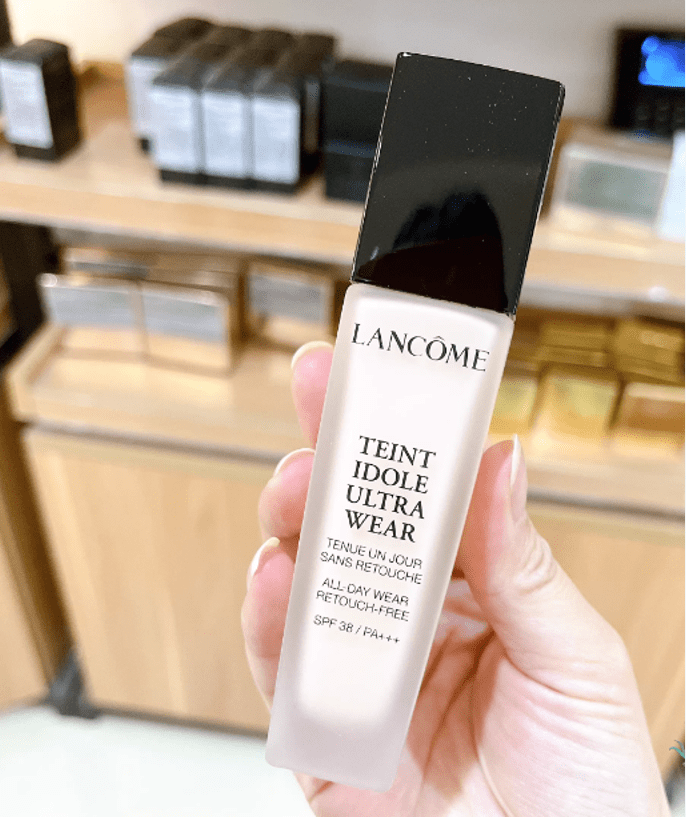 LANCÔME
TEINT
IDOLE
ULTRA
WEAR
TENUE UN JOUR
SANS RETOUCHE
ALL-DAY WEAR
RETOUCH-FREE
SPF 38 / PA+++